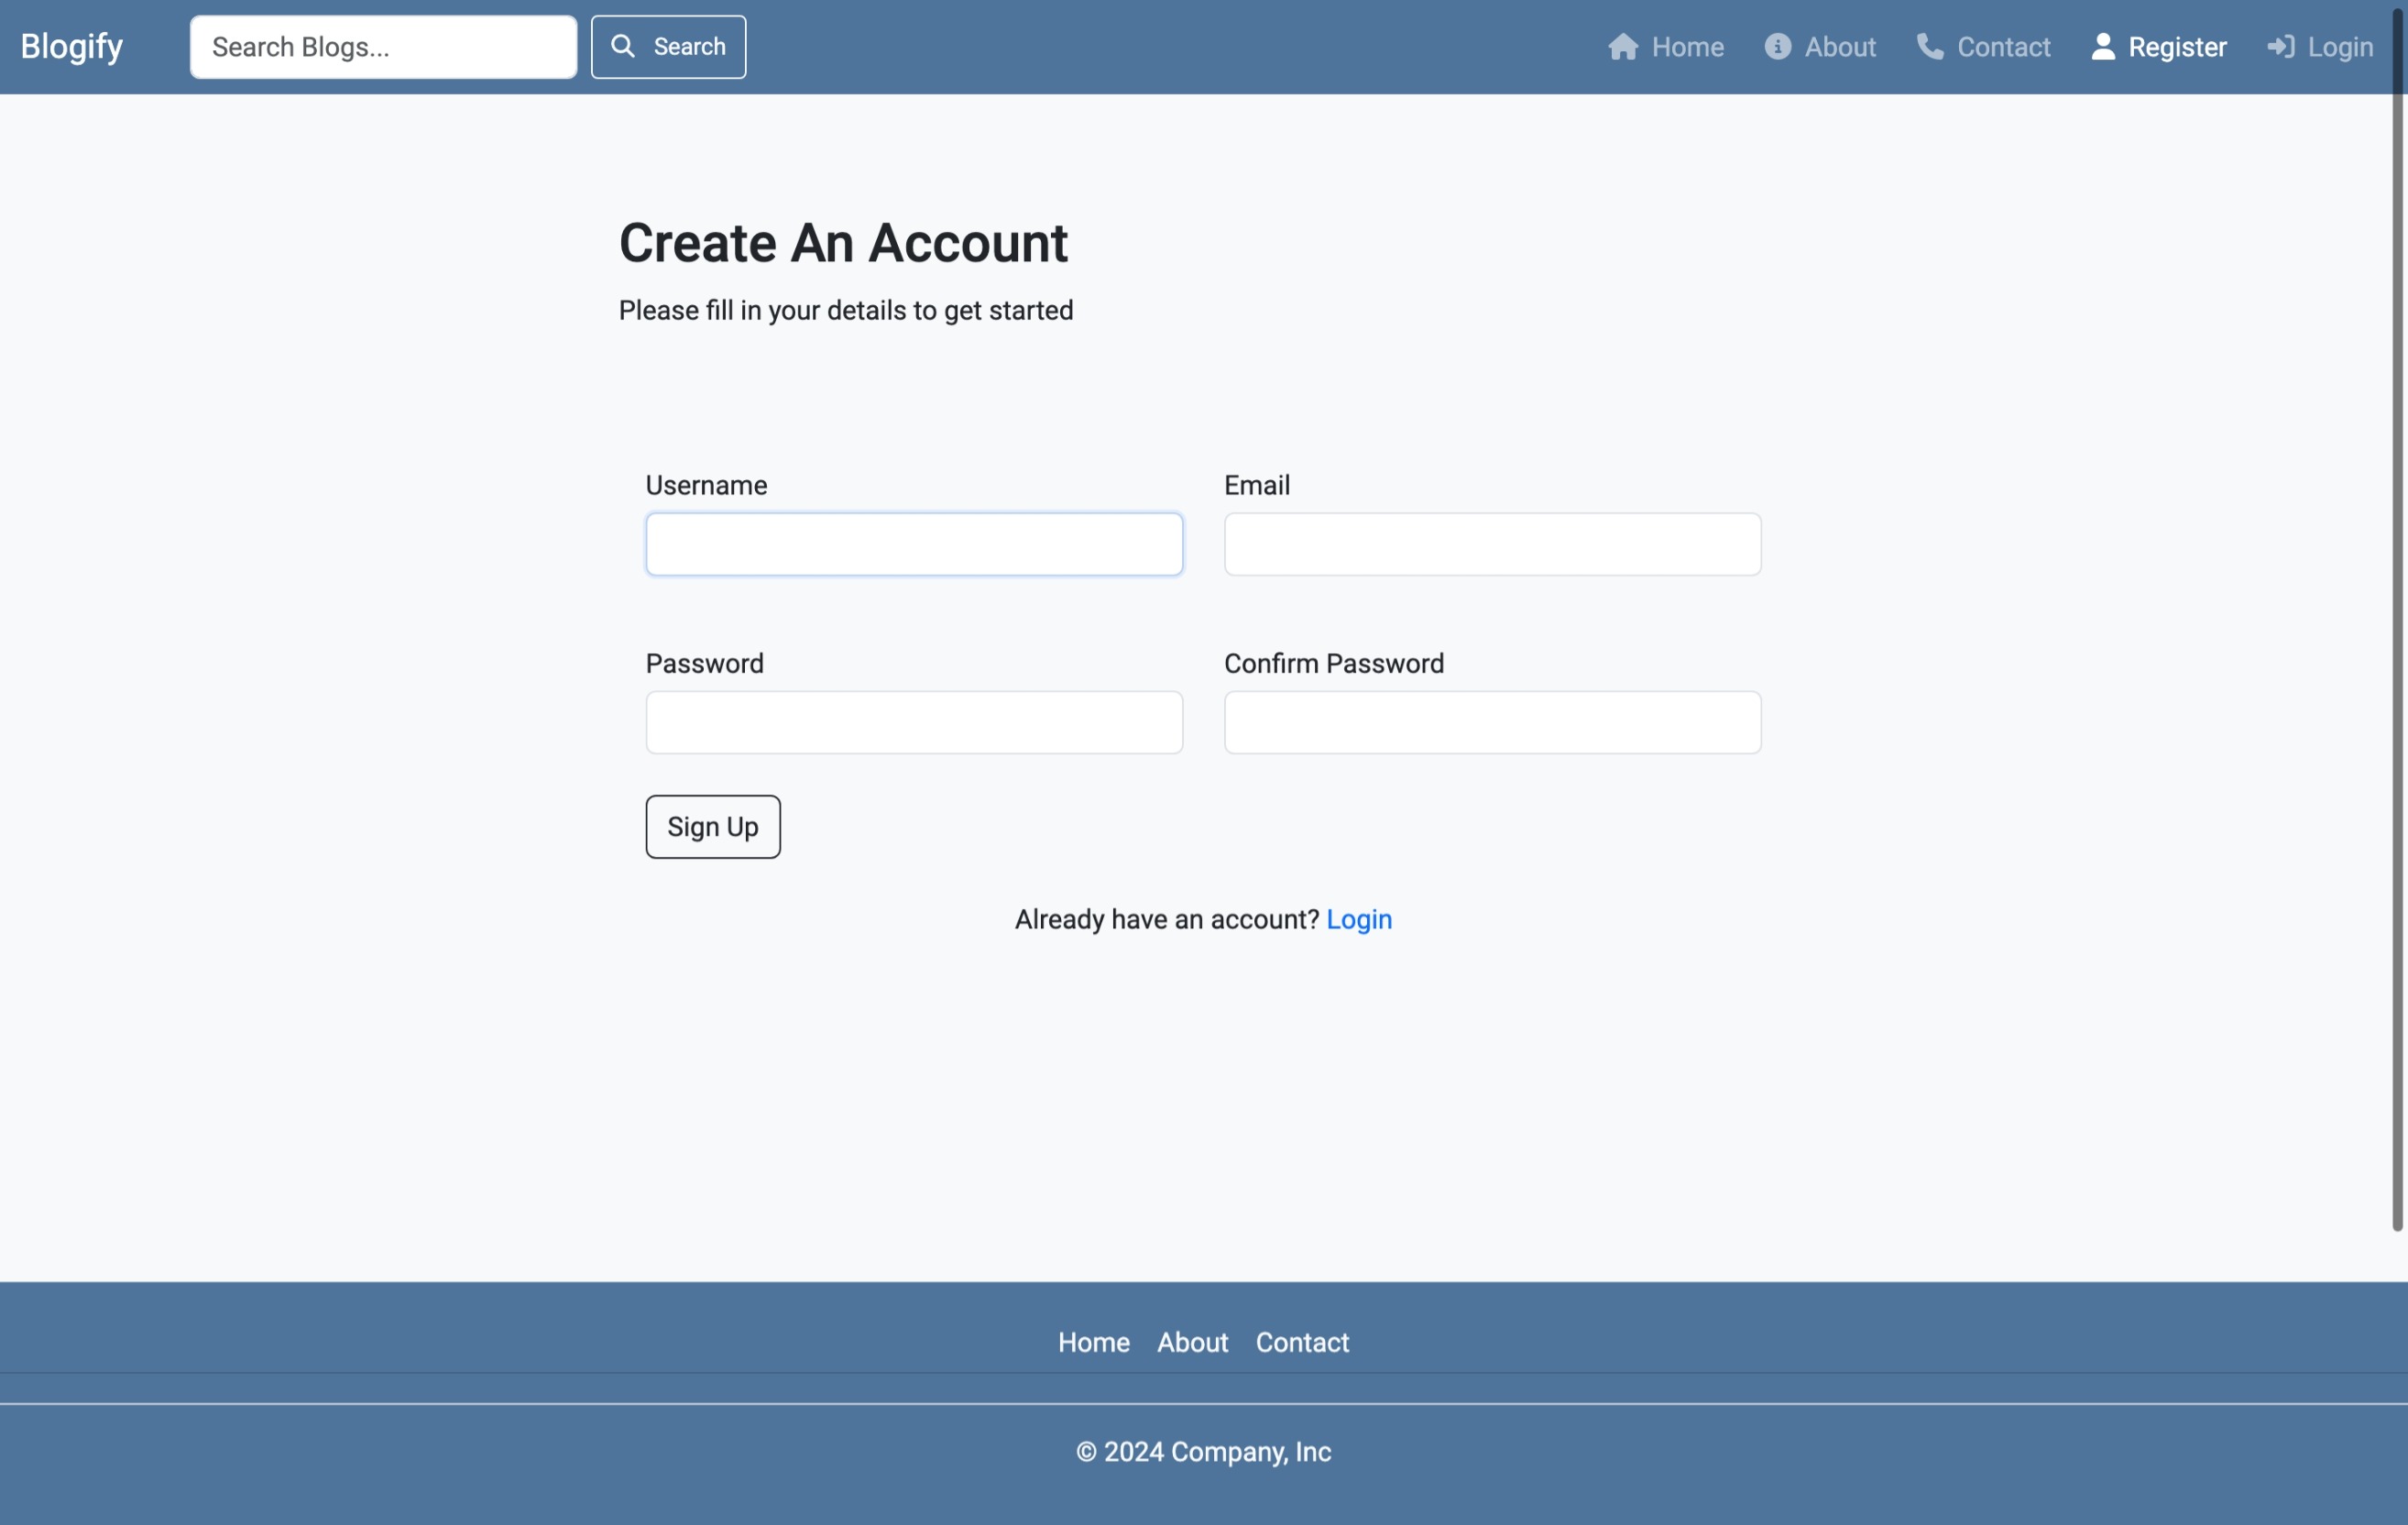 Blogify Search Blogs... Search Home About Contact Register Login
Create An Account
Please fill in your details to get started
Username Email
Password Confirm Password
Sign Up
Already have an account? Login
Home About Contact
© 2024 Company, Inc